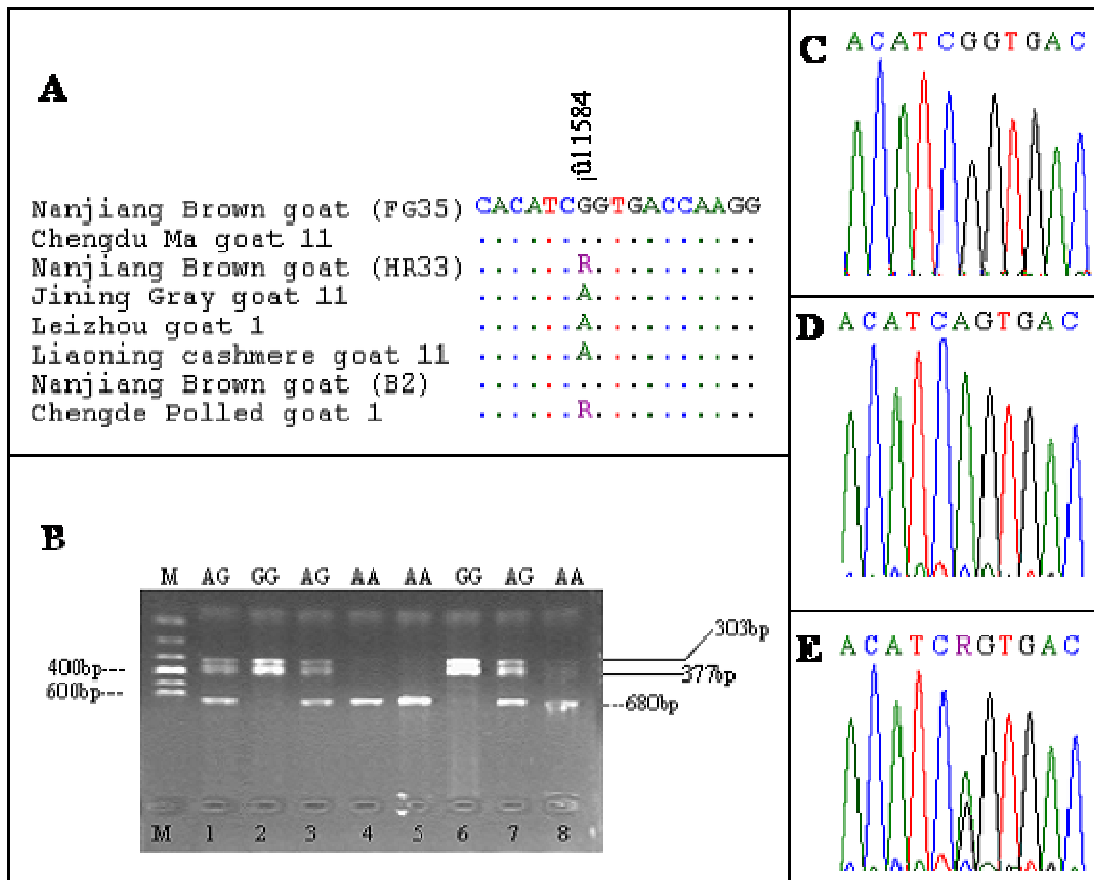 A
įū11584
Nanjiang Brown goat (FG35) CACATCGGTGACCAAGG
Chengdu Ma goat 11 .................
Nanjiang Brown goat (HR33) ......R..........
Jining Gray goat 11 ......A..........
Leizhou goat 1 ......A..........
Liaoning cashmere goat 11 ......A..........
Nanjiang Brown goat (B2) .................
Chengde Polled goat 1 ......R..........
B
M AG GG AG AA AA GG AG AA
400bp---
600bp---
303bp
377bp
---680bp
M 1 2 3 4 5 6 7 8
C
ACATCGGTGAC
D
ACATCAGTGAC
E
ACATCRGTGAC